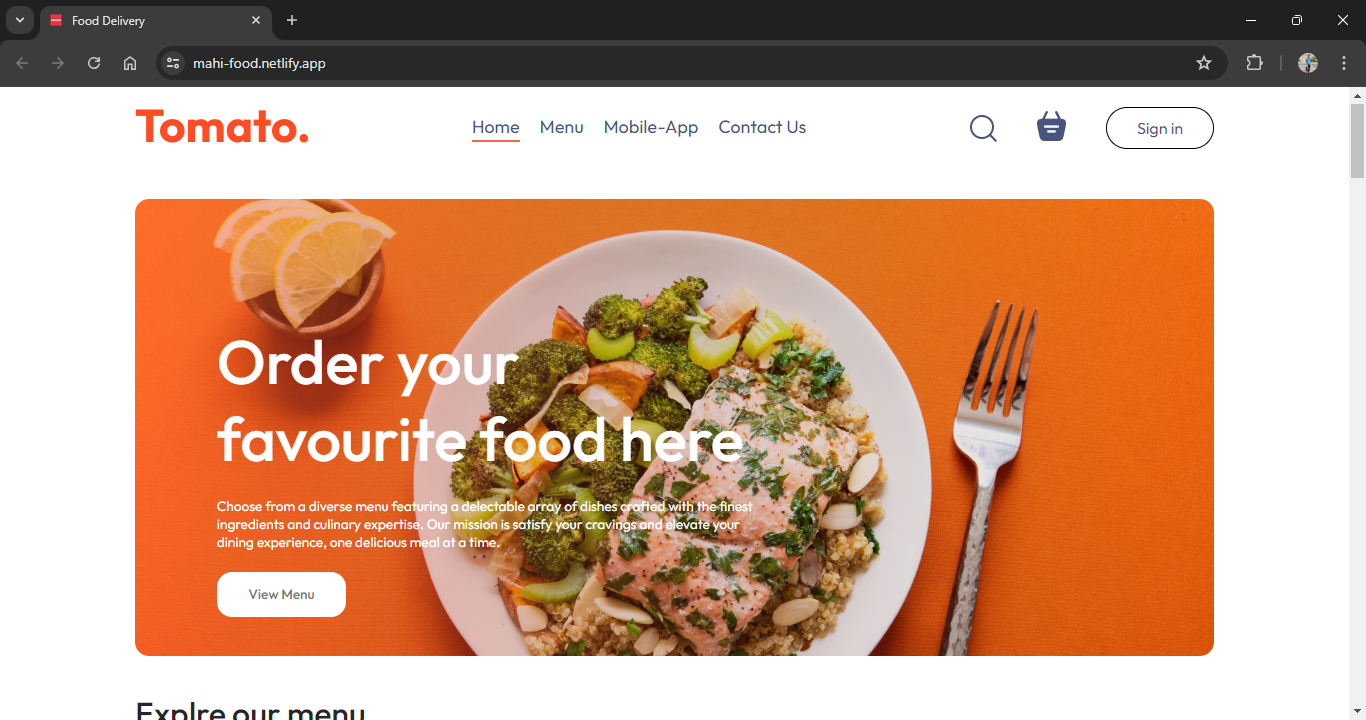 Food Delivery
mahi-food.netlify.app
Tomato.
Home Menu Mobile-App Contact Us
Sign in
Order your
favourite food here
Choose from a diverse menu featuring a delectable array of dishes crafted with the finest
ingredients and culinary expertise. Our mission is satisfy your cravings and elevate your
dining experience, one delicious meal at a time.
View Menu
Explre our menu